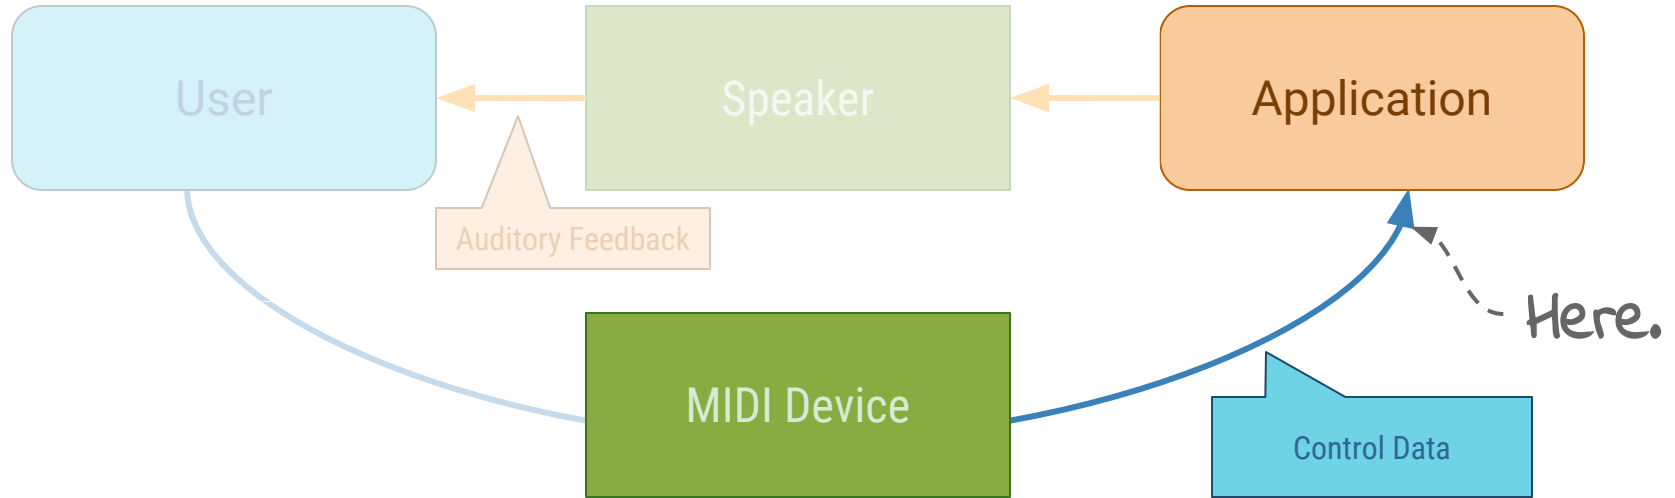 User
Speaker
Application
Auditory Feedback
Here.
MIDI Device
Control Data